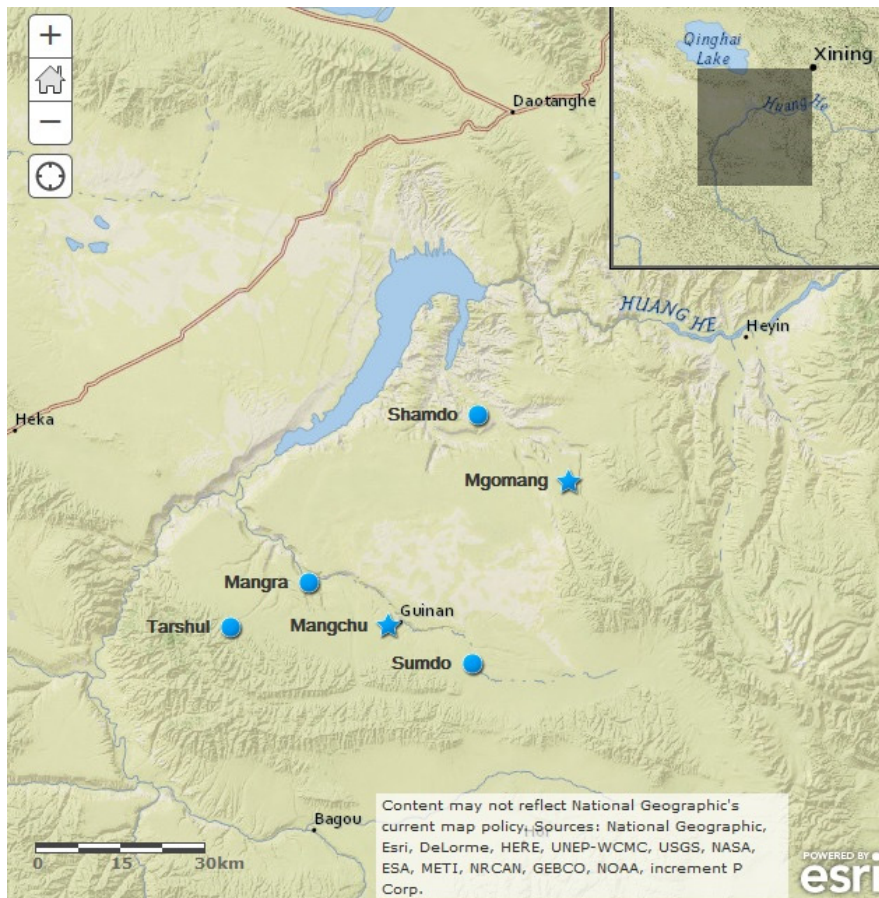 +
−
Qinghai
Lake
Xining
Huang He
Daotanghe
HUANG HE
Heyin
Shamdo
Heka
Mgomang
Mangra
Guinan
Tarshul
Mangchu
Sumdo
Bagou
0 15 30km
Content may not reflect National Geographic's
current map policy. Sources: National Geographic,
Esri, DeLorme, HERE, UNEP-WCMC, USGS, NASA,
ESA, METI, NRCAN, GEBCO, NOAA, increment P
Corp.
POWERED BY
esri